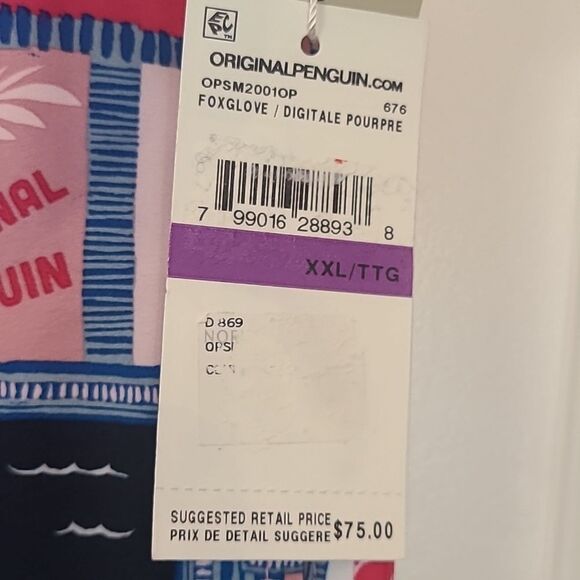 ORIGINALPENGUIN.COM
OPSM2001OP 676
FOXGLOVE / DIGITALE POURPRE
7 99016 28893 8
XXL/TTG
D 869
OPS
SUGGESTED RETAIL PRICE
PRIX DE DETAIL SUGGERE $75.00
NAL
UIN